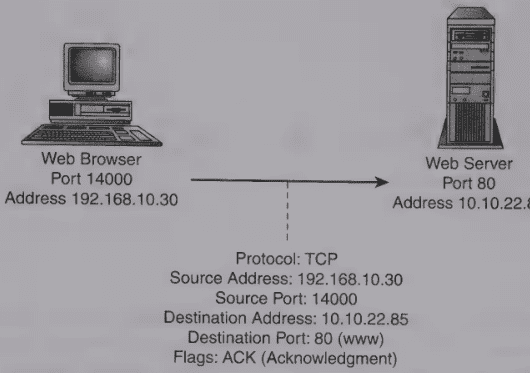 Web Browser
Port 14000
Address 192.168.10.30
Web Server
Port 80
Address 10.10.22.8
Protocol: TCP
Source Address: 192.168.10.30
Source Port: 14000
Destination Address: 10.10.22.85
Destination Port: 80 (www)
Flags: ACK (Acknowledgment)